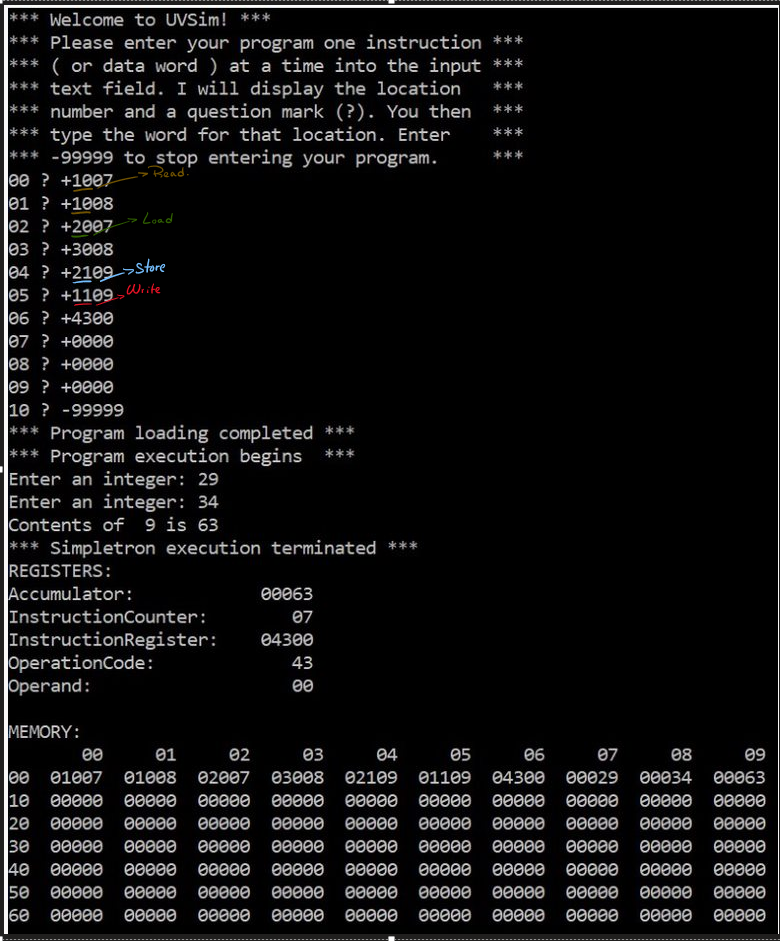 *** Welcome to UVSim! ***
*** Please enter your program one instruction ***
*** ( or data word ) at a time into the input ***
*** text field. I will display the location   ***
*** number and a question mark (?). You then  ***
*** type the word for that location. Enter    ***
*** -99999 to stop entering your program.     ***
00 ? +1007 Read.
01 ? +1008
02 ? +2007 Load
03 ? +3008
04 ? +2109 Store
05 ? +1109 Write
06 ? +4300
07 ? +0000
08 ? +0000
09 ? +0000
10 ? -99999
*** Program loading completed ***
*** Program execution begins  ***
Enter an integer: 29
Enter an integer: 34
Contents of  9 is 63
*** Simpletron execution terminated ***
REGISTERS:
Accumulator: 00063
InstructionCounter: 07
InstructionRegister: 04300
OperationCode: 43
Operand: 00
MEMORY:
00 01 02 03 04 05 06 07 08 09
00 01007 01008 02007 03008 02109 01109 04300 00029 00034 00063
10 00000 00000 00000 00000 00000 00000 00000 00000 00000 00000
20 00000 00000 00000 00000 00000 00000 00000 00000 00000 00000
30 00000 00000 00000 00000 00000 00000 00000 00000 00000 00000
40 00000 00000 00000 00000 00000 00000 00000 00000 00000 00000
50 00000 00000 00000 00000 00000 00000 00000 00000 00000 00000
60 00000 00000 00000 00000 00000 00000 00000 00000 00000 00000